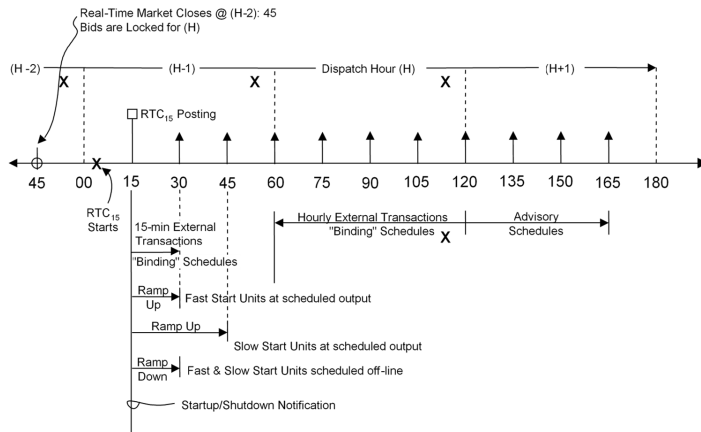 Real-Time Market Closes @ (H-2): 45
Bids are Locked for (H)
(H -2)
(H-1)
Dispatch Hour (H)
(H+1)
X
X
X
RTC15 Posting
X
45
00
15
30
45
60
75
90
105
120
135
150
165
180
RTC15
Starts
15-min External
Transactions
"Binding" Schedules
Hourly External Transactions
"Binding" Schedules
X
Advisory
Schedules
Ramp
Up
Fast Start Units at scheduled output
Ramp Up
Slow Start Units at scheduled output
Ramp
Down
Fast & Slow Start Units scheduled off-line
Startup/Shutdown Notification